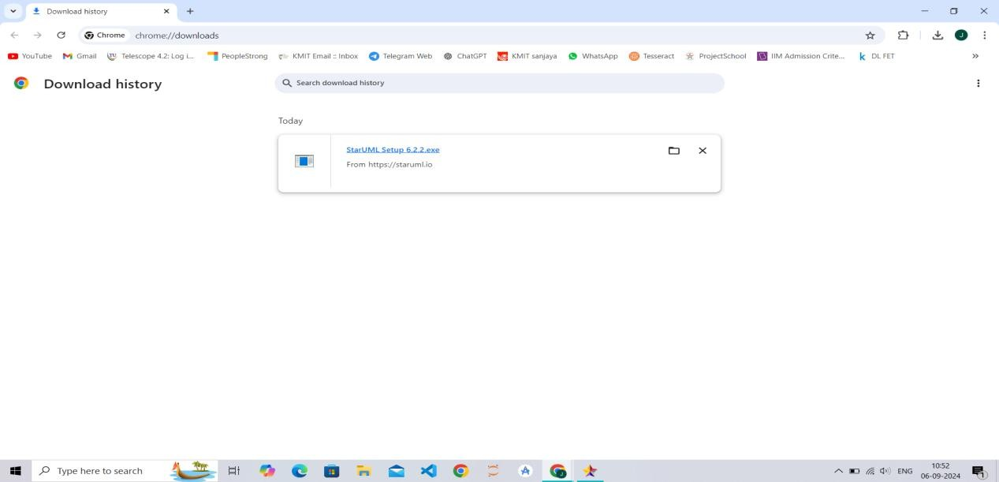 Download history
Chrome
chrome://downloads
J
YouTube
Gmail
Telescope 4.2: Log i...
PeopleStrong
KMIT Email :: Inbox
Telegram Web
ChatGPT
KMIT sanjaya
WhatsApp
Tesseract
ProjectSchool
IIM Admission Crite...
k DL FET
»
Download history
Search download history
Today
StarUML Setup 6.2.2.exe
From https://staruml.io
Type here to search
ENG
10:52
06-09-2024
1